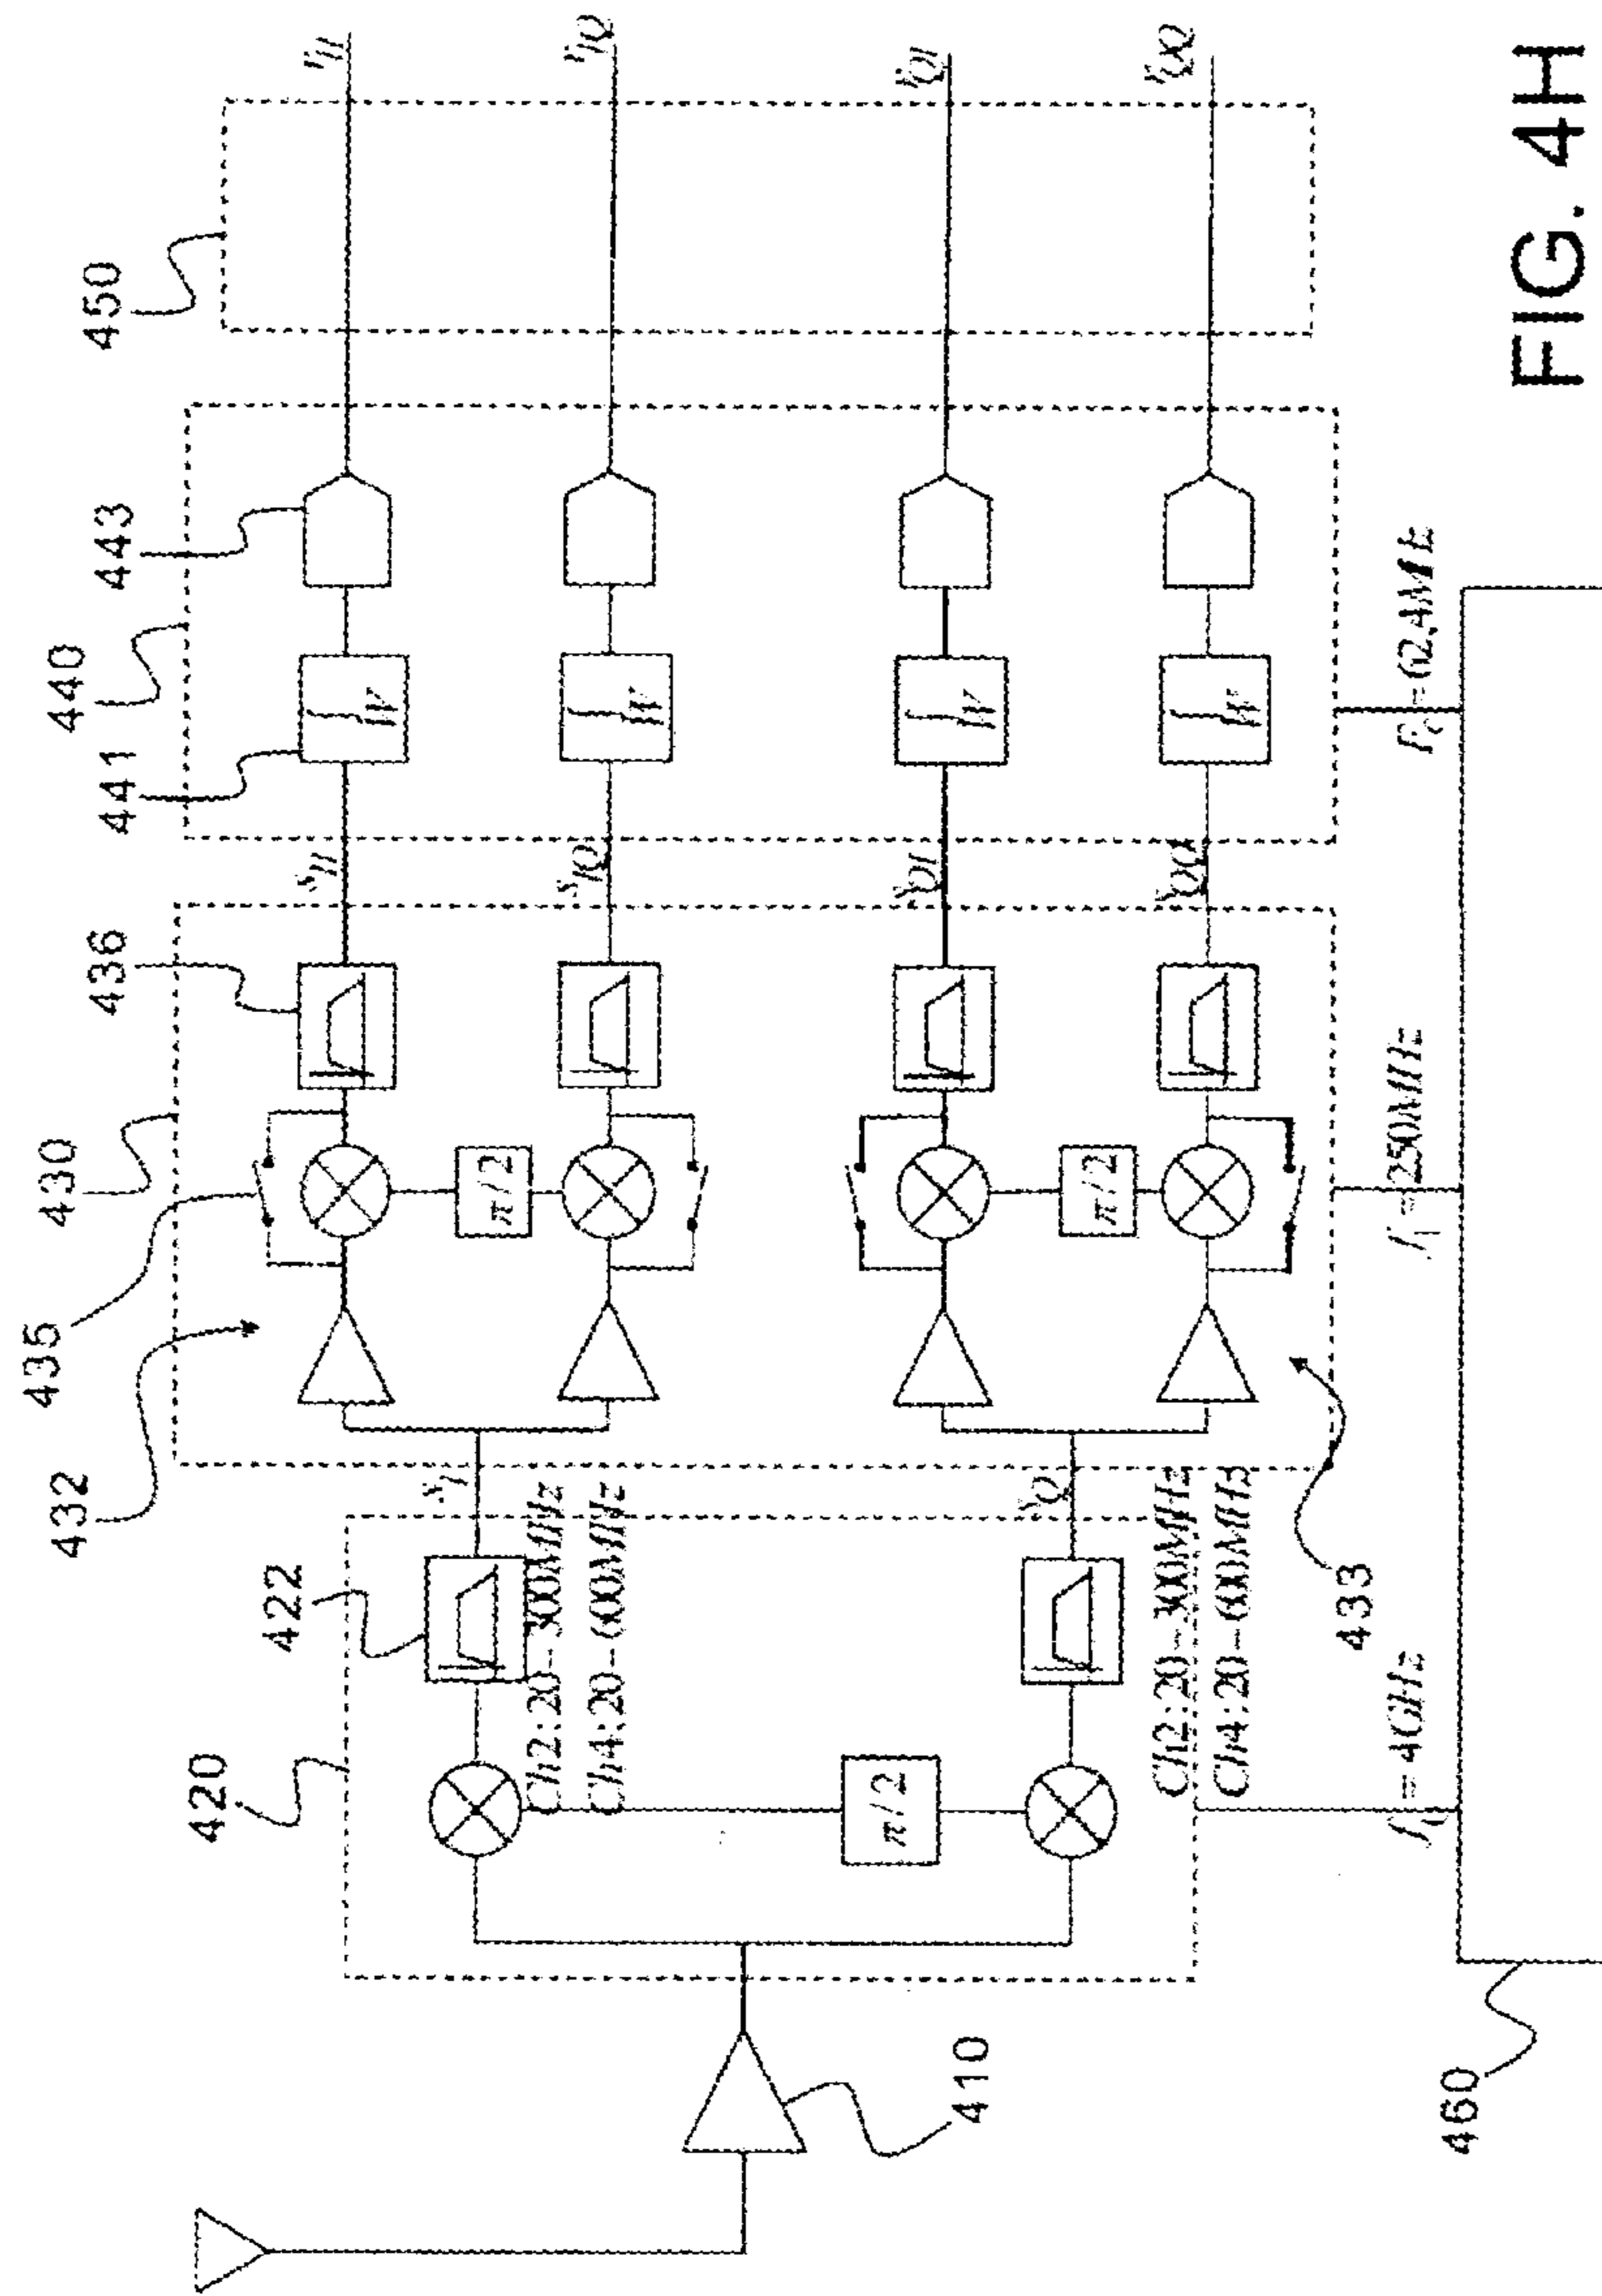 450
440
443
441
430
436
435
432
420
422
r_II
r_IQ
r_QI
r_QQ
s_II
s_IQ
s_QI
s_QQ
W
W
W
W
π/2
π/2
s_I
s_Q
Ch2:20-300MHz
Ch4:20-600MHz
π/2
Ch2:20-300MHz
Ch4:20-600MHz
433
410
f_0=4GHz
f_1=250MHz
=62,4MHz
460
FIG. 4H